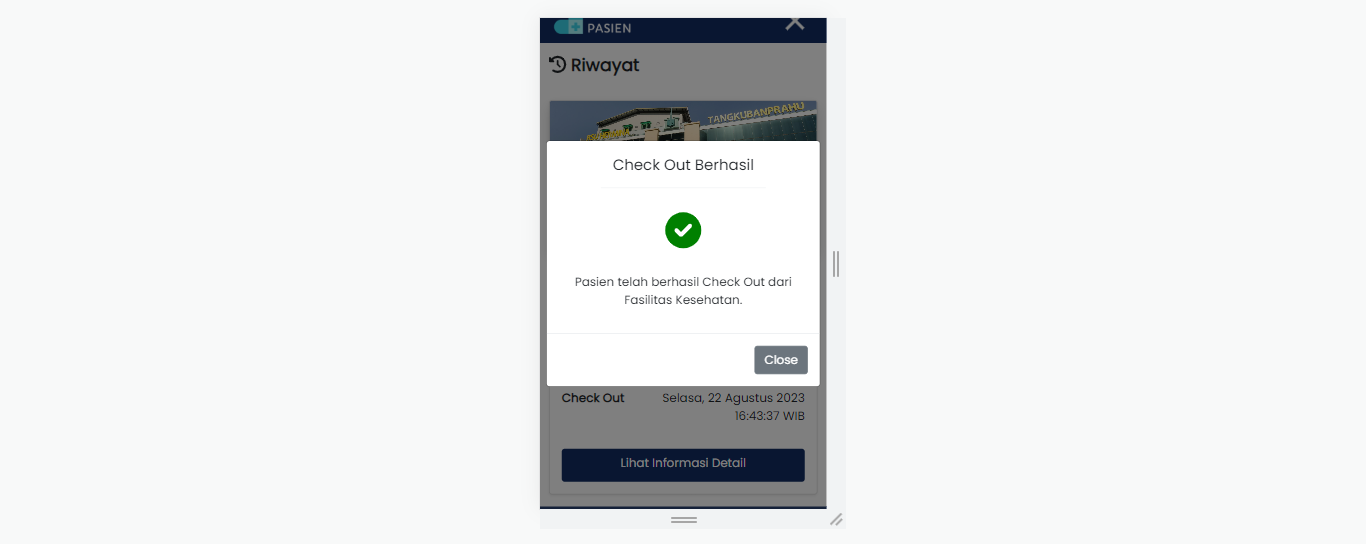 PASIEN
Riwayat
TANGKUBANPRAHU
Check Out Berhasil
Pasien telah berhasil Check Out dari
Fasilitas Kesehatan.
Close
Check Out
Selasa, 22 Agustus 2023
16:43:37 WIB
Lihat Informasi Detail